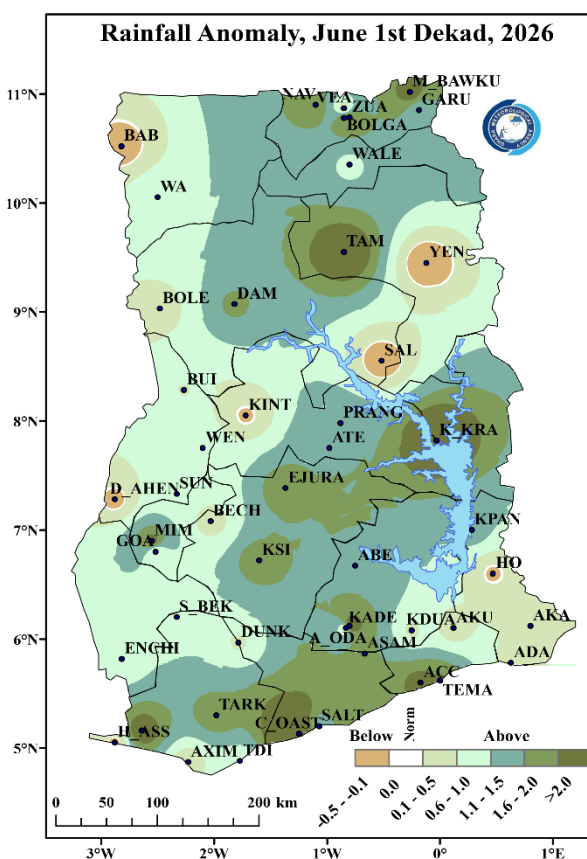 Rainfall Anomaly, June 1st Dekad, 2026
M_BAWKU
11°N
NAV
VEA
ZUA
GARU
BOLGA
BAB
WALE
WA
10°N
TAM
YEN
9°N
BOLE
DAM
SAL
BUI
KINT
8°N
PRANG
K_KRA
WEN
ATE
D_AHEN
SUN
EJURA
BECH
7°N
GOA
MIM
KPAN
KSI
ABE
HO
S_BEK
KADE
KDUA
AKU
AKA
6°N
DUNK
A_ODA
ASAM
ENCHI
ADA
ACC
TEMA
TARK
C_OAST
SALT
H_ASS
5°N
AXIM
TDI
Below
Norm
Above
-0.5 - -0.1
0.0
0.1 - 0.5
0.6 - 1.0
1.1 - 1.5
1.6 - 2.0
>2.0
0
50
100
200 km
3°W
2°W
1°W
0°
1°E